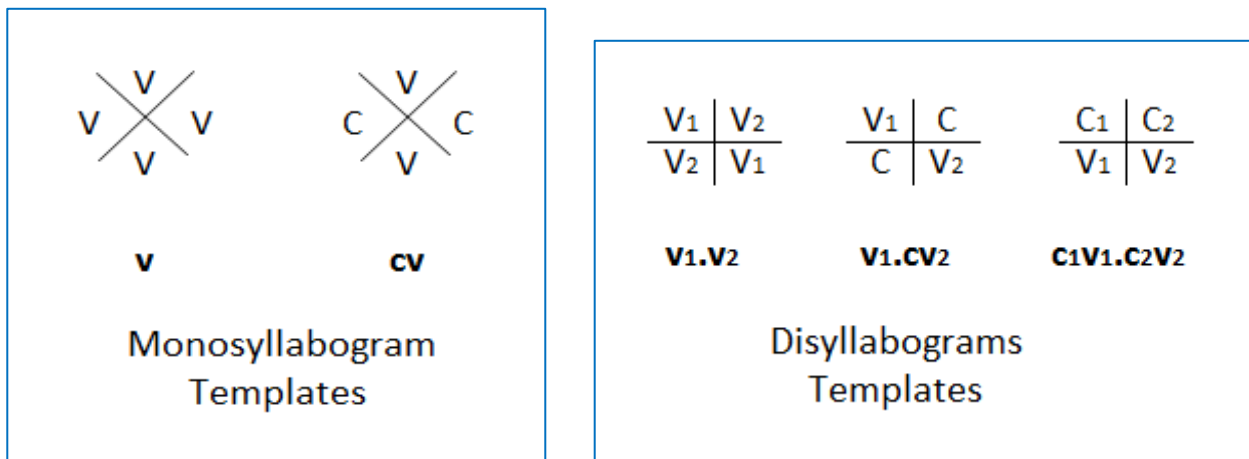 V
V V
V
v
V
C C
V
cv
Monosyllabogram
Templates
V1 V2
V2 V1
v1.v2
V1 C
C V2
v1.cv2
C1 C2
V1 V2
c1v1.c2v2
Disyllabograms
Templates